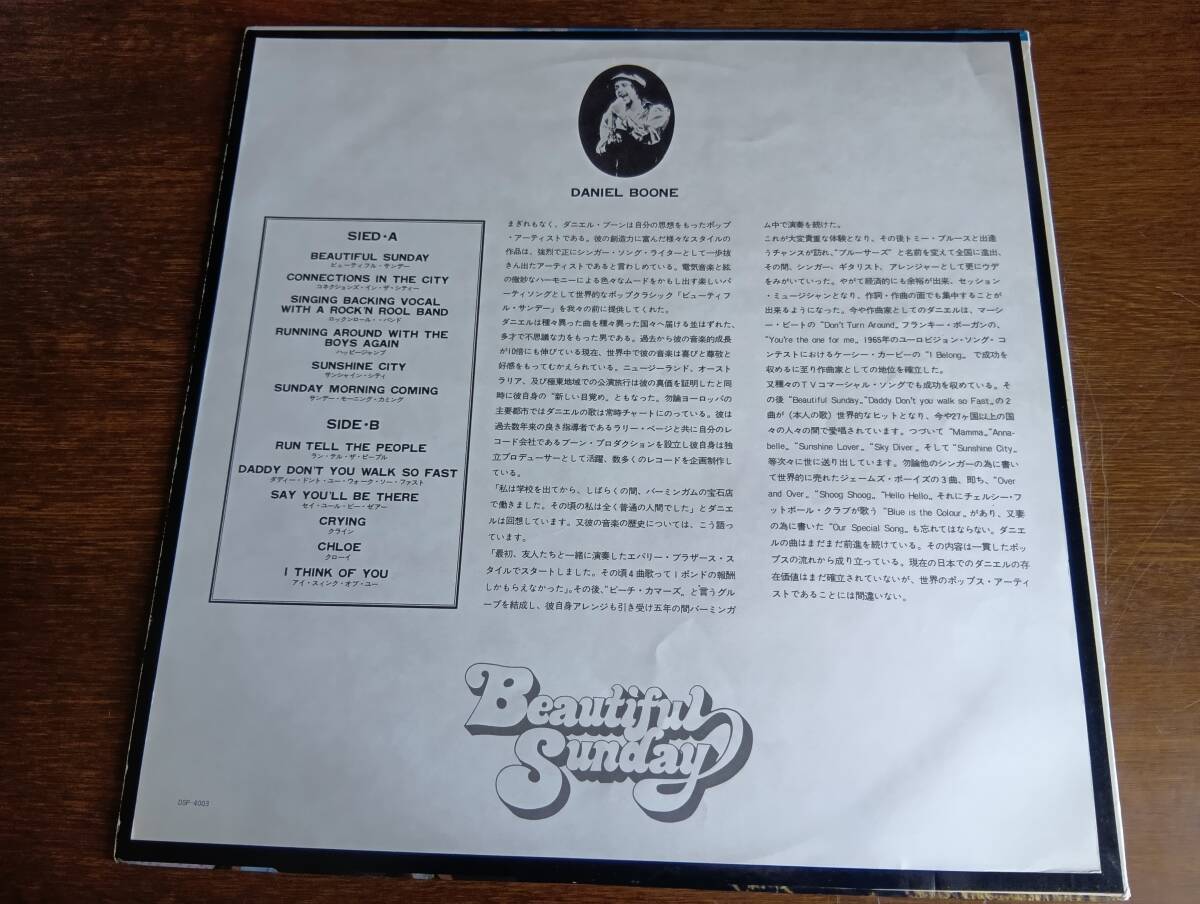 DANIEL BOONE
SIED・A
BEAUTIFUL SUNDAY
ビューティフル・サンデー
CONNECTIONS IN THE CITY
コネクションズ・イン・ザ・シティー
SINGING BACKING VOCAL
WITH A ROCK'N ROOL BAND
ロックンロール・バンド
RUNNING AROUND WITH THE
BOYS AGAIN
ハッピージャンプ
SUNSHINE CITY
サンシャイン・シティ
SUNDAY MORNING COMING
サンデー・モーニング・カミング
SIDE・B
RUN TELL THE PEOPLE
ラン・テル・ザ・ピープル
DADDY DON'T YOU WALK SO FAST
ダディー・ドント・ユー・ウォーク・ソー・ファスト
SAY YOU'LL BE THERE
セイ・ユール・ビー・ゼアー
CRYING
クライン
CHLOE
クローイ
I THINK OF YOU
アイ・スィンク・オブ・ユー
まぎれもなく、ダニエル・ブーンは自分の思想をもったポップ
・アーティストである。彼の創造力に富んだ様々なスタイルの
作品は、強烈で正にシンガー・ソング・ライターとして一歩抜
きん出たアーティストであると言わしめている。電気音楽と絃
の微妙なハーモニーによる色々なムードをかもし出す楽しいパ
ーティソングとして世界的なポップクラシック「ビューティフ
ル・サンデー」を我々の前に提供してくれた。
ダニエルは種々異った曲を種々異った国々へ届ける並はずれた、
多才で不思議な力をもった男である。過去から彼の音楽的成長
が10倍にも伸びている現在、世界中で彼の音楽は喜びと尊敬と
好感をもってむかえられている。ニュージーランド、オースト
ラリア、及び極東地域での公演旅行は彼の真価を証明したと同
時に彼自身の“新しい目覚め。ともなった。勿論ヨーロッパの
主要都市ではダニエルの歌は常時チャートにのっている。彼は
過去数年来の良き指導者であるラリー・ページと共に自分のレ
コード会社であるブーン・プロダクションを設立し彼自身は独
立プロデューサーとして活躍、数多くのレコードを企画制作し
ている。
「私は学校を出てから、しばらくの間、バーミンガムの宝石店
で働きました。その頃の私は全く普通の人間でした」とダニエ
ルは回想しています。又彼の音楽の歴史については、こう語っ
ています。
「最初、友人たちと一緒に演奏したエバリー・ブラザース・ス
タイルでスタートしました。その頃4曲歌って1ポンドの報酬
しかもらえなかった」。その後、“ビーチ・カマーズ。と言うグル
ープを結成し、彼自身アレンジも引き受け五年の間バーミンガ
ム中で演奏を続けた。
これが大変貴重な体験となり、その後トミー・ブルースと出逢
うチャンスが訪れ、“ブルーサーズ”と名前を変えて全国に進出、
その間、シンガー、ギタリスト、アレンジャーとして更にウデ
をみがいていった。やがて経済的にも余裕が出来、セッション
・ミュージシャンとなり、作詞・作曲の面でも集中することが
出来るようになった。今や作曲家としてのダニエルは、マーシ
ー・ビートの “Don't Turn Around。フランキー・ボーガンの、
“You're the one for me。1965年のユーロビジョン・ソング・コ
ンテストにおけるケーシー・カービーの “I Belong。で成功を
収めるに至り作曲家としての地位を確立した。
又種々のTVコマーシャル・ソングでも成功を収めている。そ
の後 “Beautiful Sunday。“Daddy Don't you walk so Fast。の2
曲が（本人の歌）世界的なヒットとなり、今や27ヶ国以上の国
々の人々の間で愛唱されています。つづいて “Mamma。“Anna-
belle。“Sunshine Lover。“Sky Diver。そして “Sunshine City。
等次々に世に送り出しています。勿論他のシンガーの為に書い
て世界的に売れたジェームズ・ボーイズの3曲、即ち、“Over
and Over。“Shoog Shoog。“Hello Hello。それにチェルシー・フ
ットボール・クラブが歌う “Blue is the Colour。があり、又妻
の為に書いた “Our Special Song。も忘れてはならない。ダニエ
ルの曲はまだまだ前進を続けている。その内容は一貫したポッ
プスの流れから成り立っている。現在の日本でのダニエルの存
在価値はまだ確立されていないが、世界のポップス・アーティ
ストであることには間違いない。
Beautiful
Sunday
DSP-4003